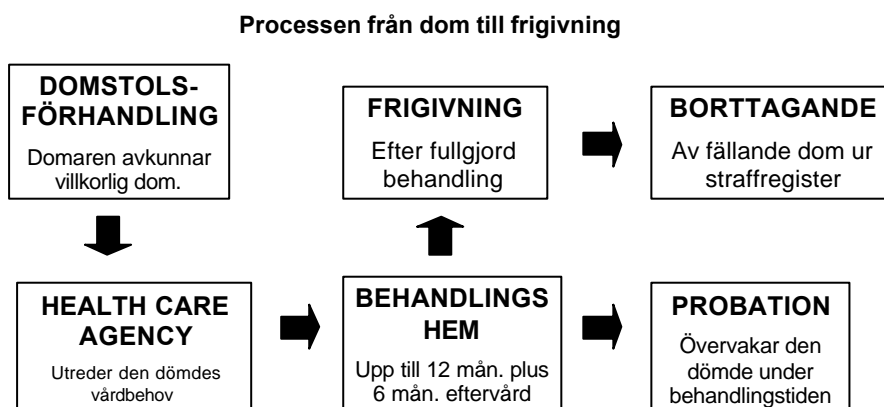 Processen från dom till frigivning
DOMSTOLS-
FÖRHANDLING
Domaren avkunnar
villkorlig dom.
FRIGIVNING
Efter fullgjord
behandling
BORTTAGANDE
Av fällande dom ur
straffregister
HEALTH CARE
AGENCY
Utreder den dömdes
vårdbehov
BEHANDLINGS
HEM
Upp till 12 mån. plus
6 mån. eftervård
PROBATION
Övervakar den
dömde under
behandlingstiden